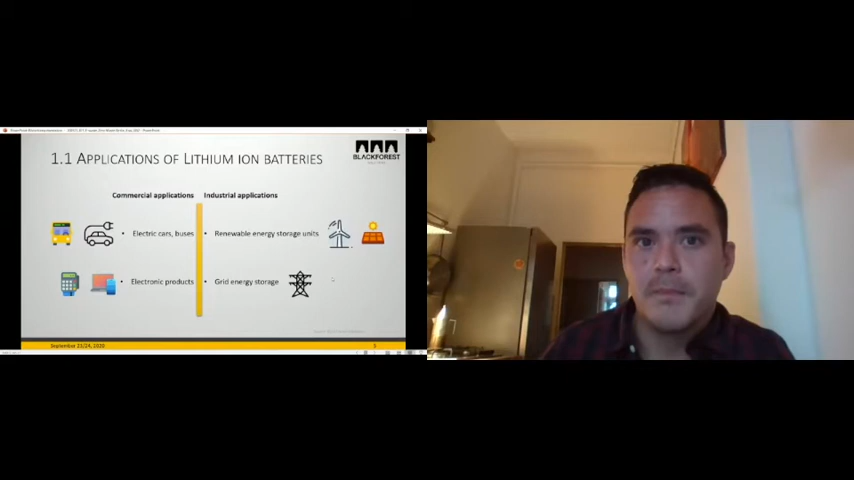 1.1 APPLICATIONS OF LITHIUM ION BATTERIES
BLACKFOREST
Commercial applications
Industrial applications
• Electric cars, buses
• Renewable energy storage units
• Electronic products
• Grid energy storage
September 23/24, 2020